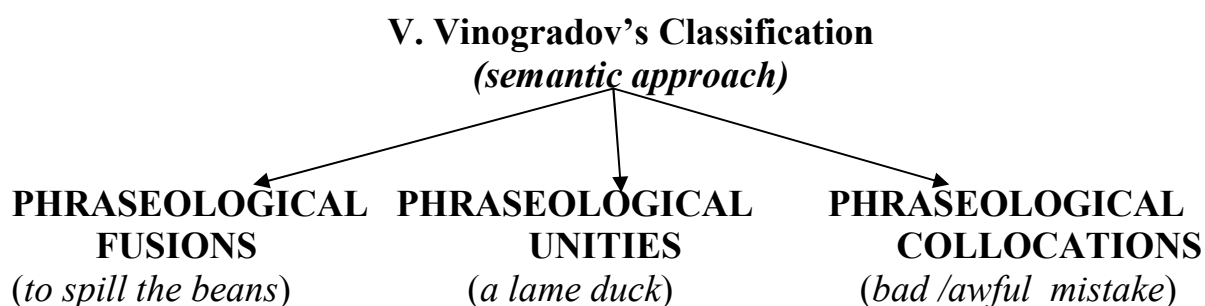 V. Vinogradov’s Classification
(semantic approach)
PHRASEOLOGICAL PHRASEOLOGICAL PHRASEOLOGICAL
FUSIONS UNITIES COLLOCATIONS
(to spill the beans) (a lame duck) (bad /awful mistake)